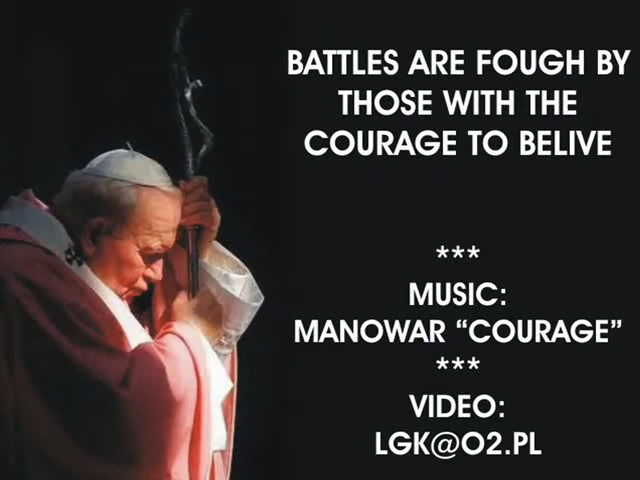 BATTLES ARE FOUGH BY
THOSE WITH THE
COURAGE TO BELIVE
***
MUSIC:
MANOWAR “COURAGE”
***
VIDEO:
LGK@O2.PL